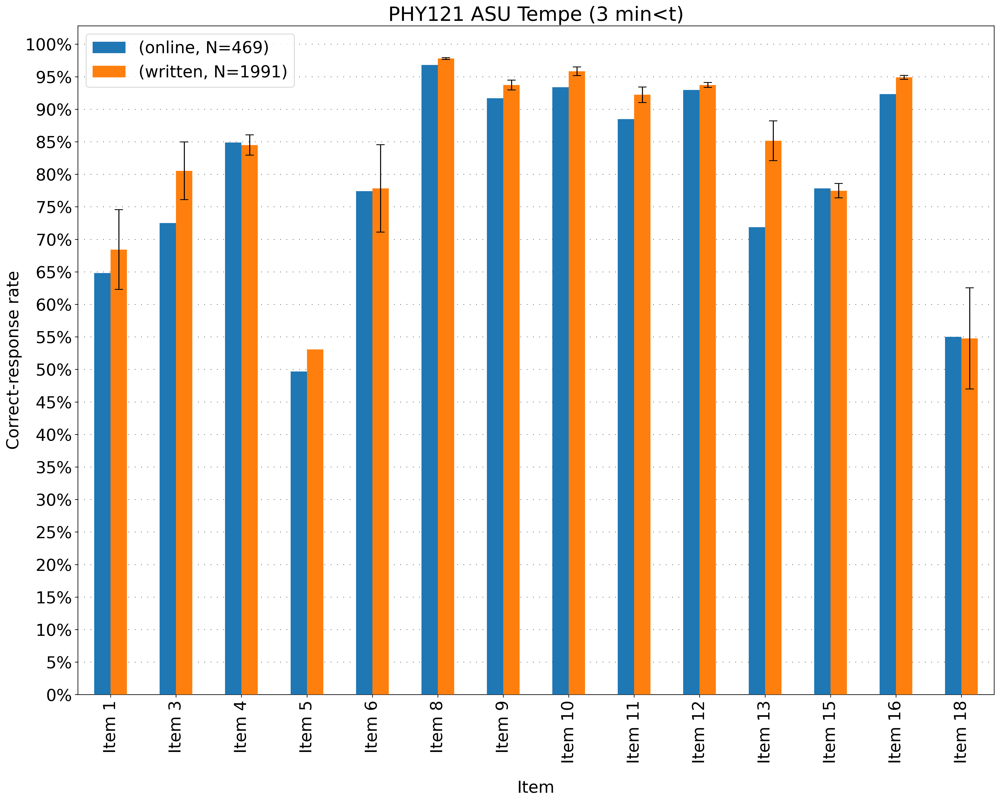 PHY121 ASU Tempe (3 min<t)
(online, N=469)
(written, N=1991)
Correct-response rate
100%
95%
90%
85%
80%
75%
70%
65%
60%
55%
50%
45%
40%
35%
30%
25%
20%
15%
10%
5%
0%
Item 1
Item 3
Item 4
Item 5
Item 6
Item 8
Item 9
Item 10
Item 11
Item 12
Item 13
Item 15
Item 16
Item 18
Item